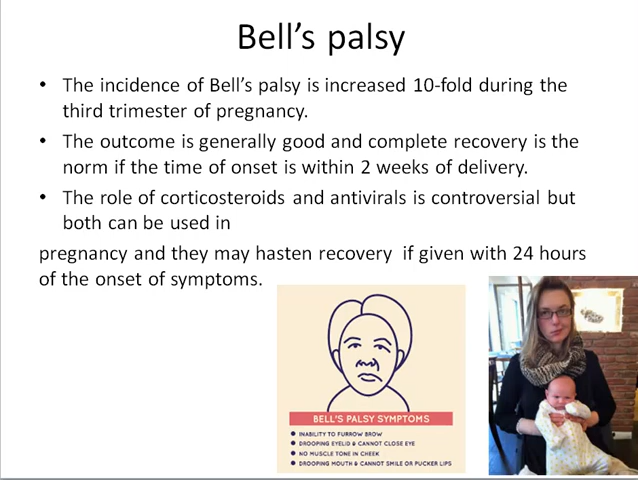 Bell's palsy
• The incidence of Bell's palsy is increased 10-fold during the
third trimester of pregnancy.
• The outcome is generally good and complete recovery is the
norm if the time of onset is within 2 weeks of delivery.
• The role of corticosteroids and antivirals is controversial but
both can be used in
pregnancy and they may hasten recovery if given with 24 hours
of the onset of symptoms.
BELL'S PALSY SYMPTOMS
• INABILITY TO FURROW BROW
• DROOPING EYELID & CANNOT CLOSE EYE
• NO MUSCLE TONE IN CHEEK
• DROOPING MOUTH & CANNOT SMILE OR PUCKER LIPS